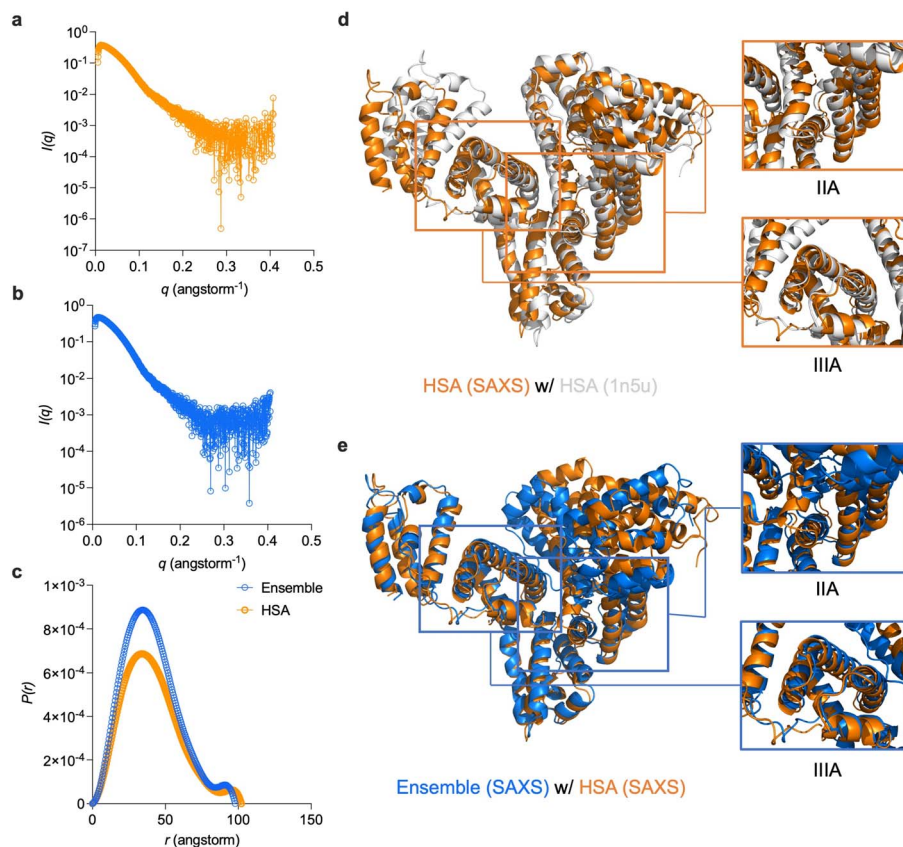 a
10⁰
10⁻¹
10⁻²
10⁻³
10⁻⁴
10⁻⁵
10⁻⁶
10⁻⁷
I(q)
0.0 0.1 0.2 0.3 0.4 0.5
q (angstorm⁻¹)
b
10⁰
10⁻¹
10⁻²
10⁻³
10⁻⁴
10⁻⁵
10⁻⁶
I(q)
0.0 0.1 0.2 0.3 0.4 0.5
q (angstorm⁻¹)
c
1×10⁻³
8×10⁻⁴
6×10⁻⁴
4×10⁻⁴
2×10⁻⁴
0
P(r)
Ensemble
HSA
0 50 100 150
r (angstorm)
d
IIA
IIIA
HSA (SAXS) w/ HSA (1n5u)
e
IIA
IIIA
Ensemble (SAXS) w/ HSA (SAXS)